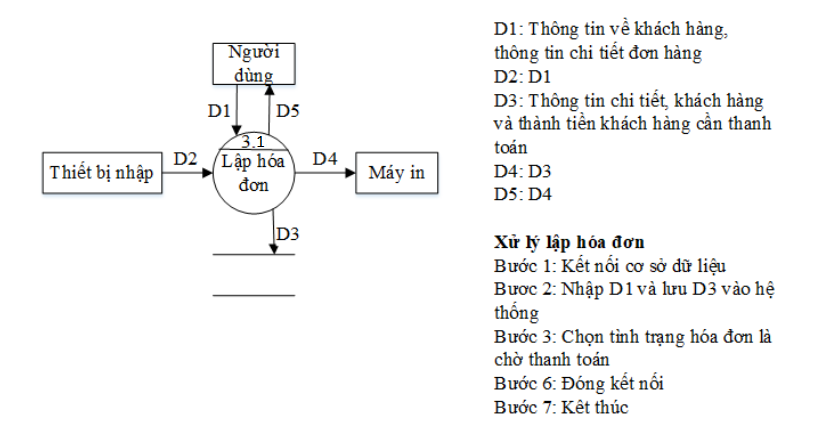 Người
dùng
D1
D5
3.1
Lập hóa
đơn
Thiết bị nhập
D2
D4
Máy in
D3
D1: Thông tin về khách hàng,
thông tin chi tiết đơn hàng
D2: D1
D3: Thông tin chi tiết, khách hàng
và thành tiền khách hàng cần thanh
toán
D4: D3
D5: D4
Xử lý lập hóa đơn
Bước 1: Kết nối cơ sở dữ liệu
Bươc 2: Nhập D1 và lưu D3 vào hệ
thống
Bước 3: Chọn tình trạng hóa đơn là
chờ thanh toán
Bước 6: Đóng kết nối
Bước 7: Kêt thúc